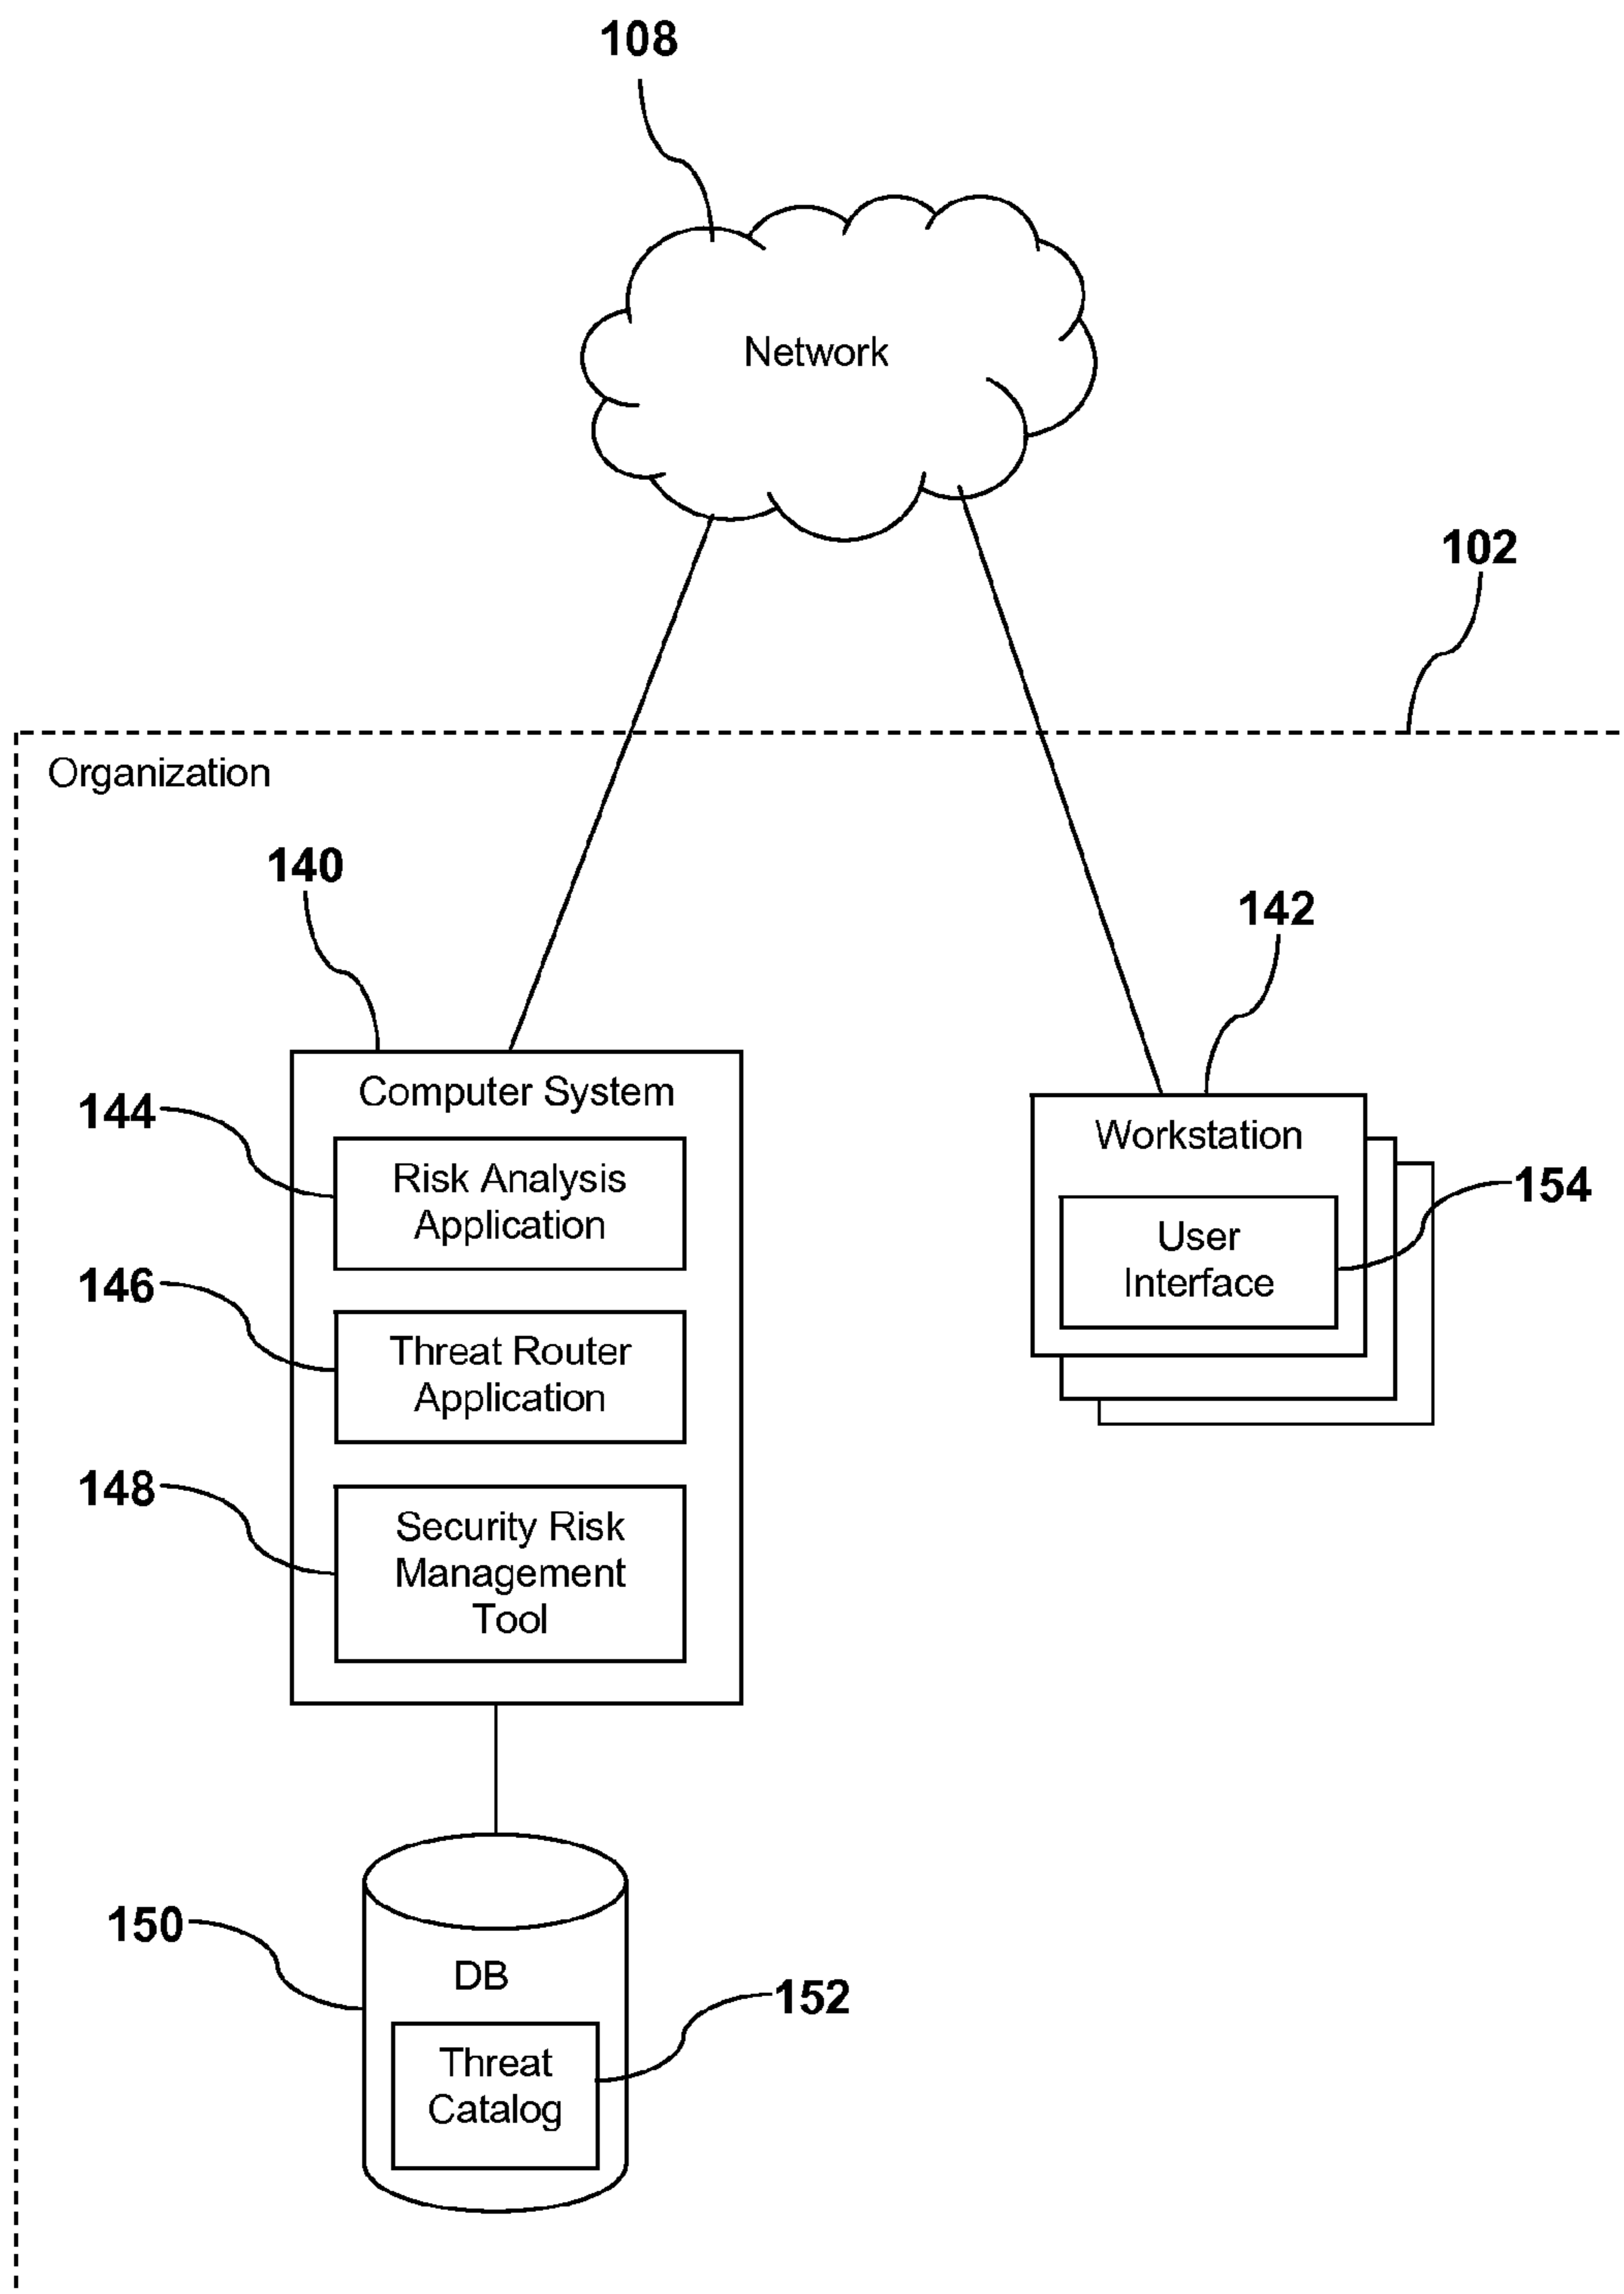 108
Network
102
Organization
140
142
Computer System
144
Risk Analysis
Application
Workstation
154
User
Interface
146
Threat Router
Application
148
Security Risk
Management
Tool
150
DB
152
Threat
Catalog